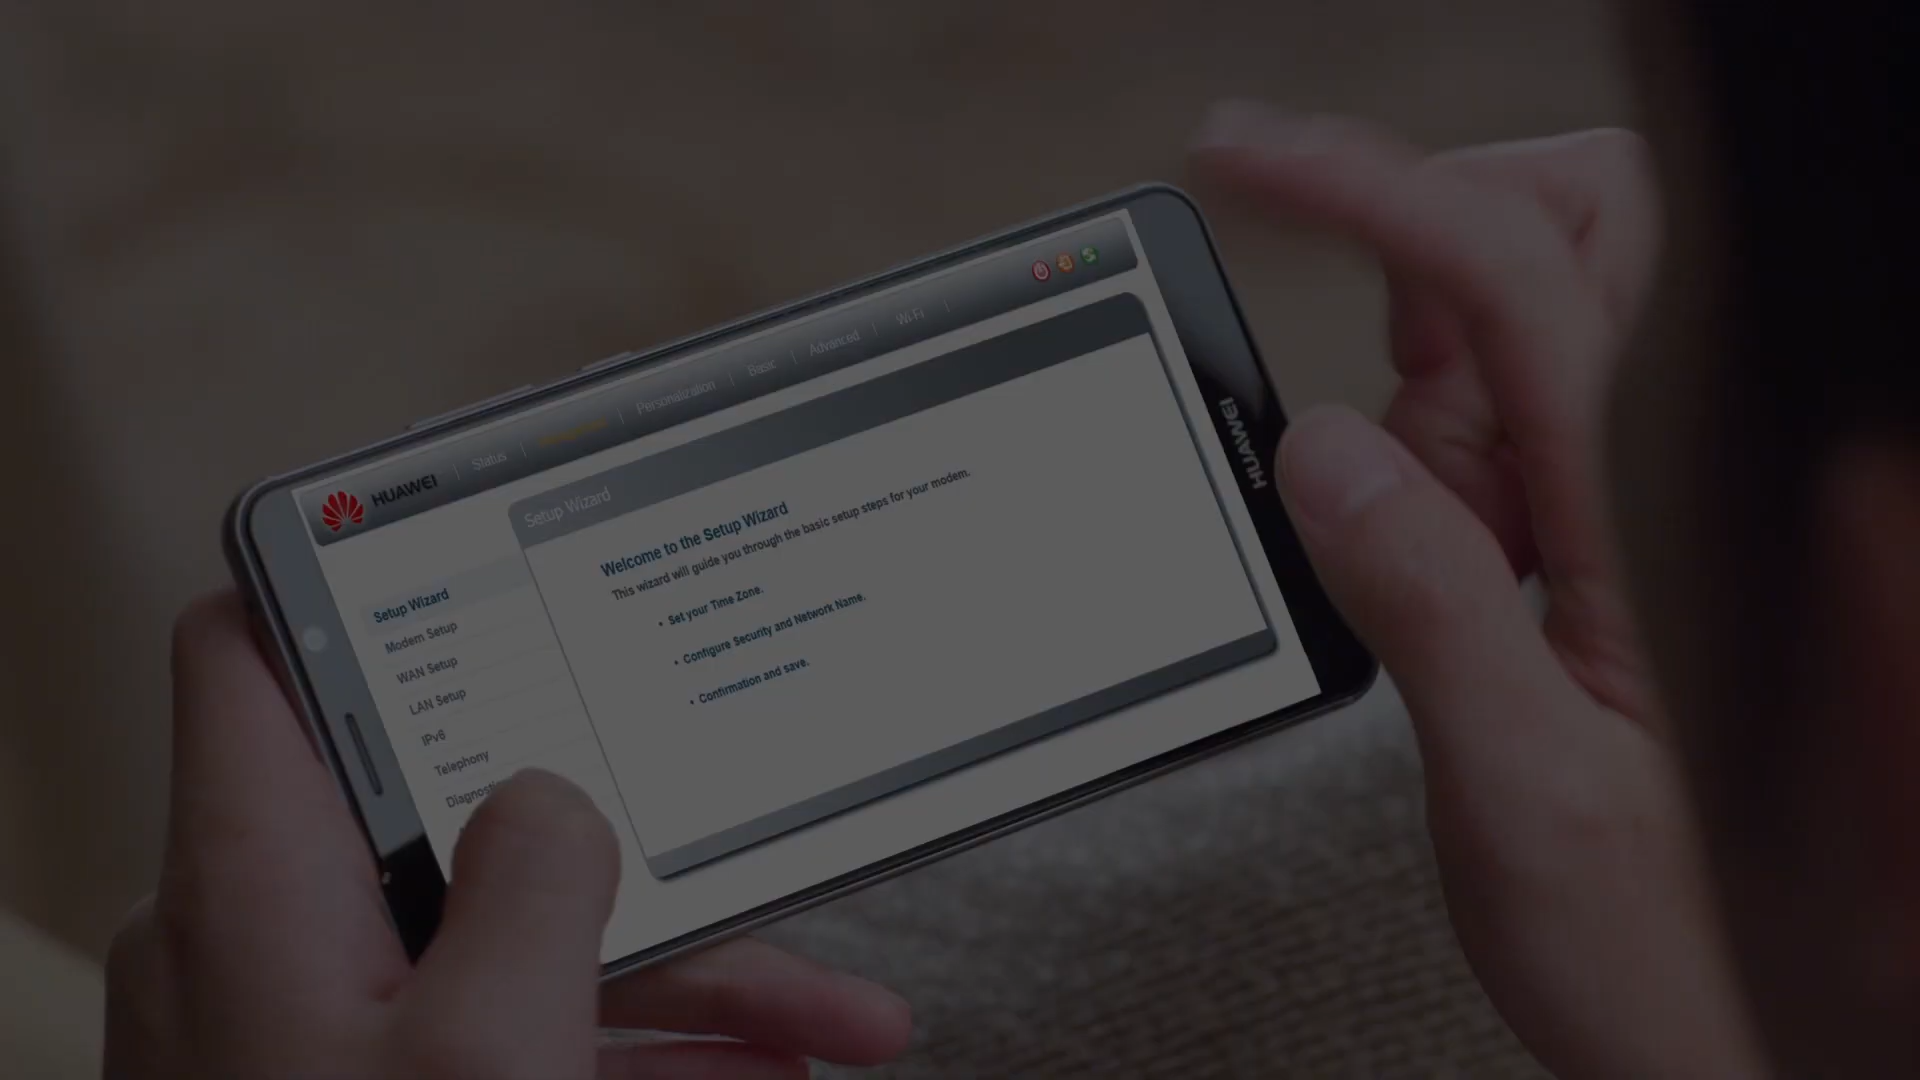 HUAWEI
Status
Personalization
Basic
Advanced
Wi-Fi
Setup Wizard
Modem Setup
WAN Setup
LAN Setup
IPv6
Telephony
Setup Wizard
Welcome to the Setup Wizard
This wizard will guide you through the basic setup steps for your modem.
• Set your Time Zone.
• Configure Security and Network Name.
• Confirmation and save.
HUAWEI